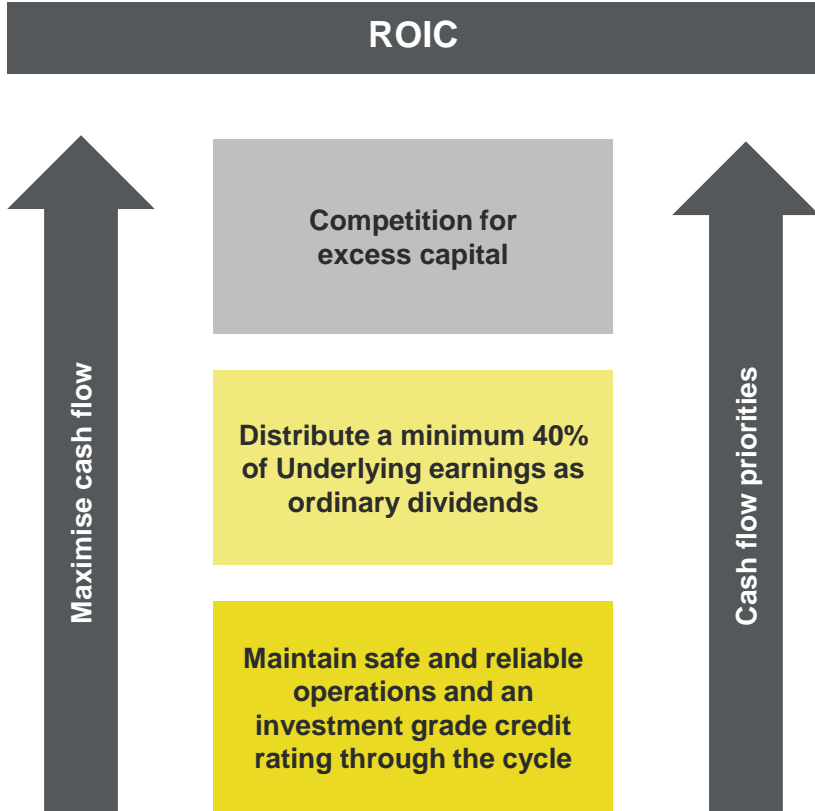 ROIC
Competition for
excess capital
Maximise cash flow
Distribute a minimum 40%
of Underlying earnings as
ordinary dividends
Cash flow priorities
Maintain safe and reliable
operations and an
investment grade credit
rating through the cycle